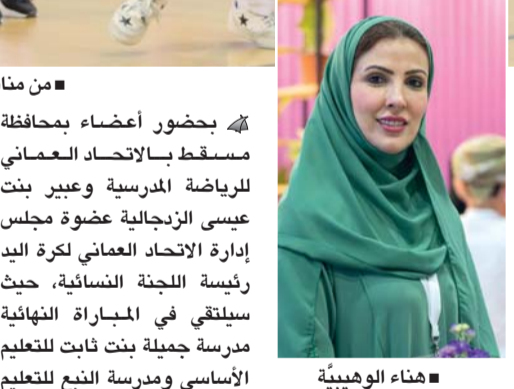 ■ من منا
بحضور أعضاء بمحافظة
مسقط بالاتحاد العماني
للرياضة المدرسية وعبير بنت
عيسى الزدجالية عضوة مجلس
إدارة الاتحاد العماني لكرة اليد
رئيسة اللجنة النسائية، حيث
سيلتقي في المباراة النهائية
مدرسة جميلة بنت ثابت للتعليم
الأساسي ومدرسة النبع للتعليم
■ هناء الوهيبيَّة